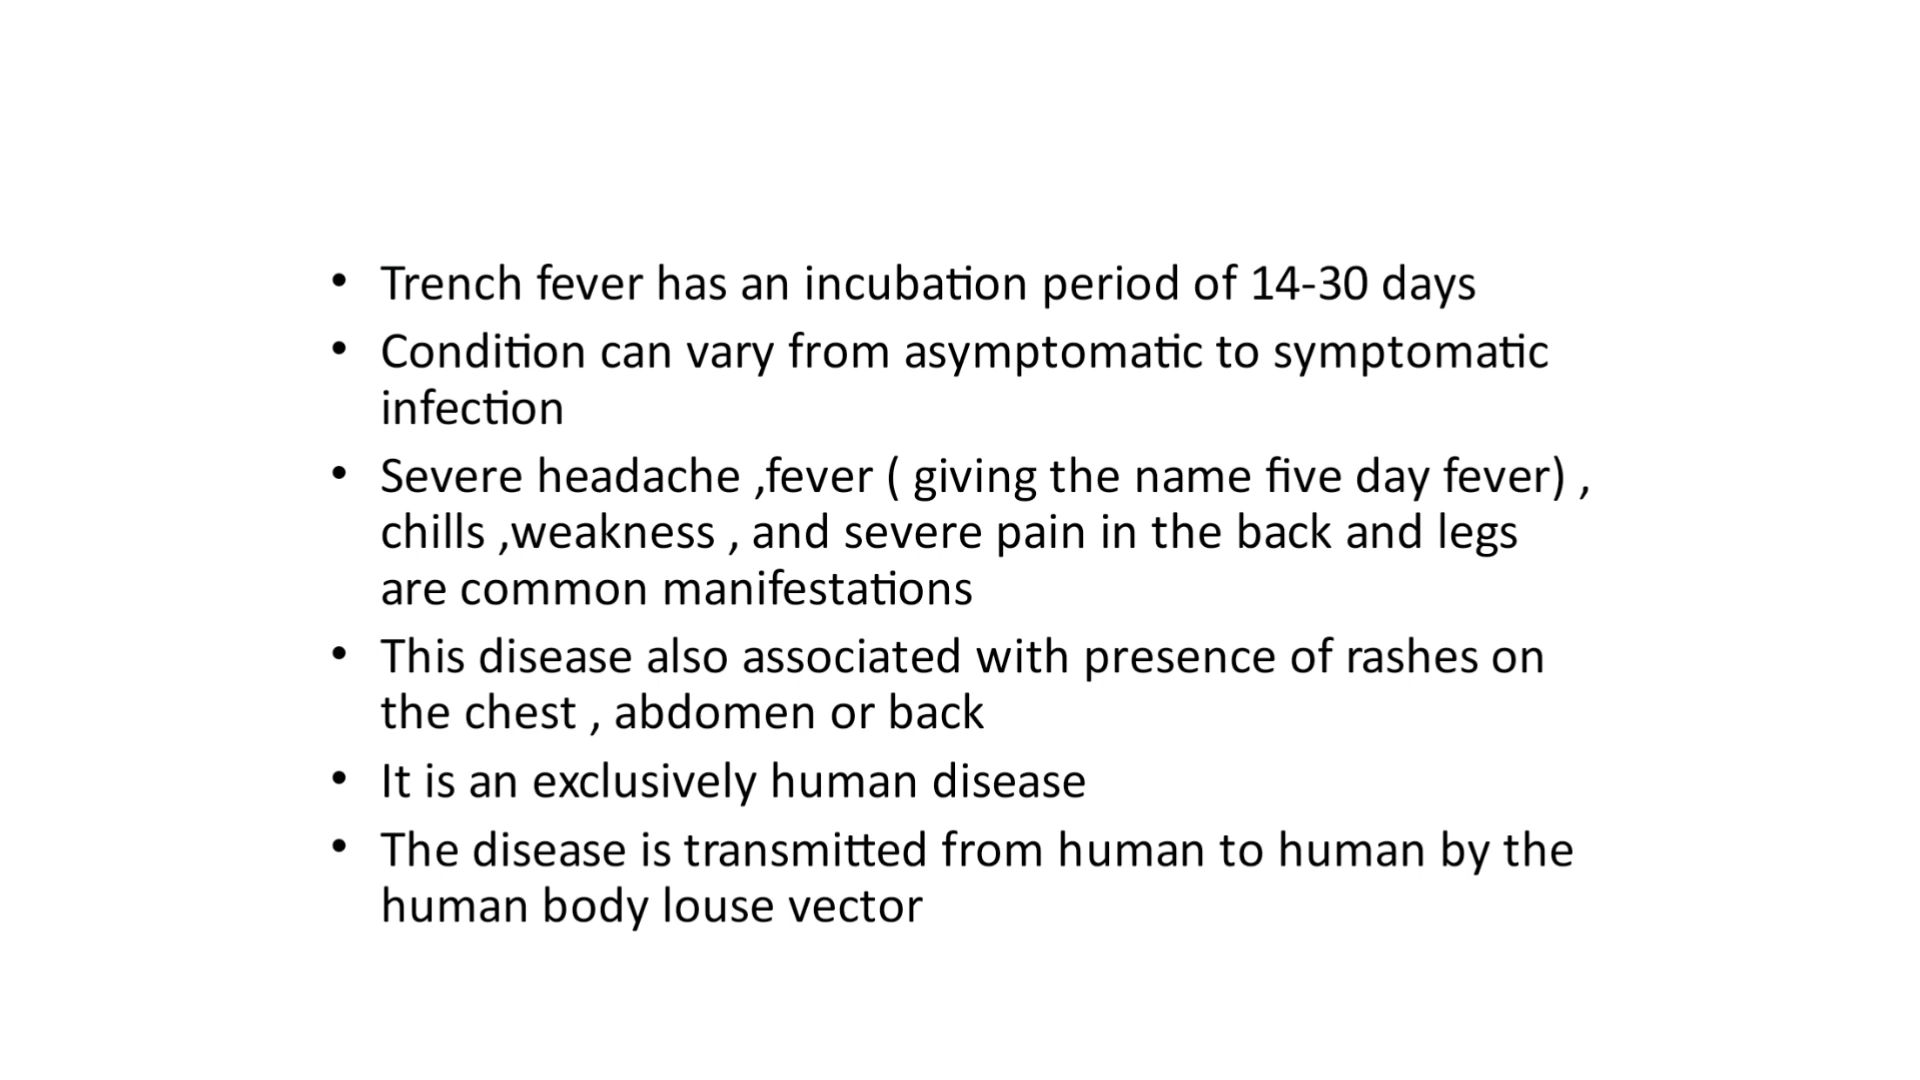 • Trench fever has an incubation period of 14-30 days
• Condition can vary from asymptomatic to symptomatic
infection
• Severe headache ,fever ( giving the name five day fever) ,
chills ,weakness , and severe pain in the back and legs
are common manifestations
• This disease also associated with presence of rashes on
the chest , abdomen or back
• It is an exclusively human disease
• The disease is transmitted from human to human by the
human body louse vector